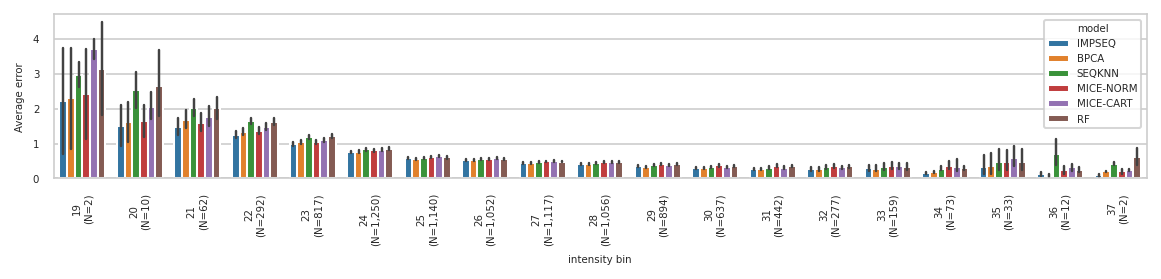 Average error
4
3
2
1
0
model
IMPSEQ
BPCA
SEQKNN
MICE-NORM
MICE-CART
RF
19
(N=2)
20
(N=10)
21
(N=62)
22
(N=292)
23
(N=817)
24
(N=1,250)
25
(N=1,140)
26
(N=1,052)
27
(N=1,117)
28
(N=1,056)
29
(N=894)
30
(N=637)
31
(N=442)
32
(N=277)
33
(N=159)
34
(N=73)
35
(N=33)
36
(N=12)
37
(N=2)
intensity bin